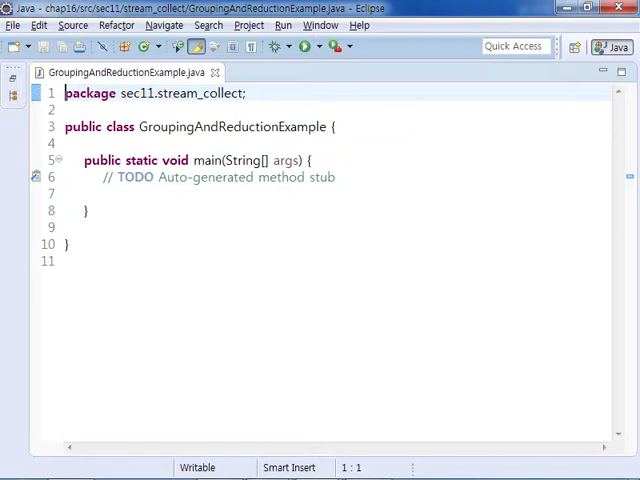 Java - chap16/src/sec11/stream_collect/GroupingAndReductionExample.java - Eclipse
File Edit Source Refactor Navigate Search Project Run Window Help
Quick Access
Java
GroupingAndReductionExample.java
1 package sec11.stream_collect;
2
3 public class GroupingAndReductionExample {
4
5 public static void main(String[] args) {
6 // TODO Auto-generated method stub
7
8 }
9
10 }
11
Writable
Smart Insert
1 : 1